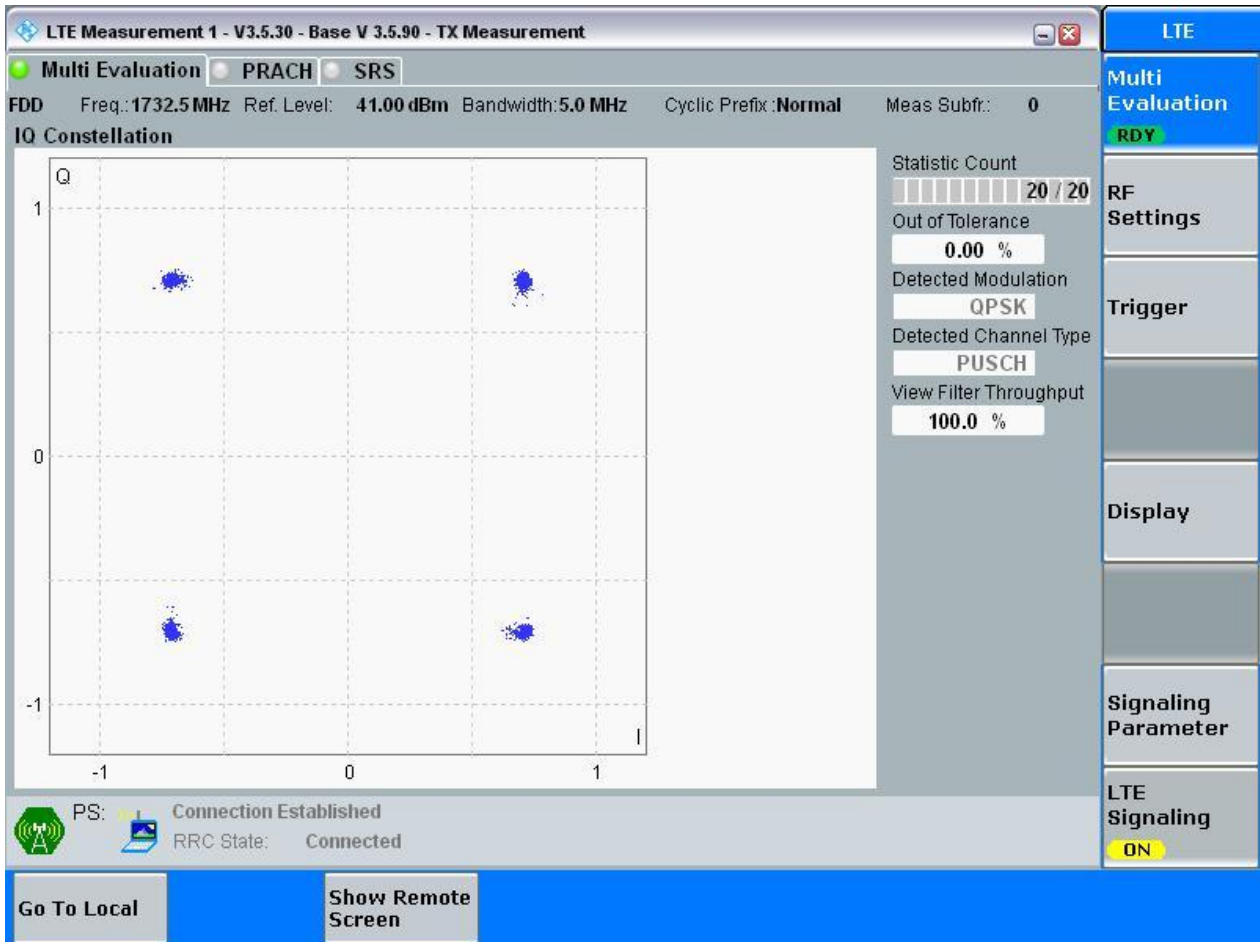 LTE Measurement 1 - V3.5.30 - Base V 3.5.90 - TX Measurement
LTE
Multi Evaluation PRACH SRS
Multi
Evaluation
RDY
FDD Freq.: 1732.5 MHz Ref. Level: 41.00 dBm Bandwidth: 5.0 MHz Cyclic Prefix : Normal Meas Subfr.: 0
IQ Constellation
Q
1
0
-1
-1 0 1
I
Statistic Count
20 / 20
Out of Tolerance
0.00 %
Detected Modulation
QPSK
Detected Channel Type
PUSCH
View Filter Throughput
100.0 %
RF
Settings
Trigger
Display
Signaling
Parameter
LTE
Signaling
ON
PS: Connection Established
RRC State: Connected
Go To Local
Show Remote
Screen